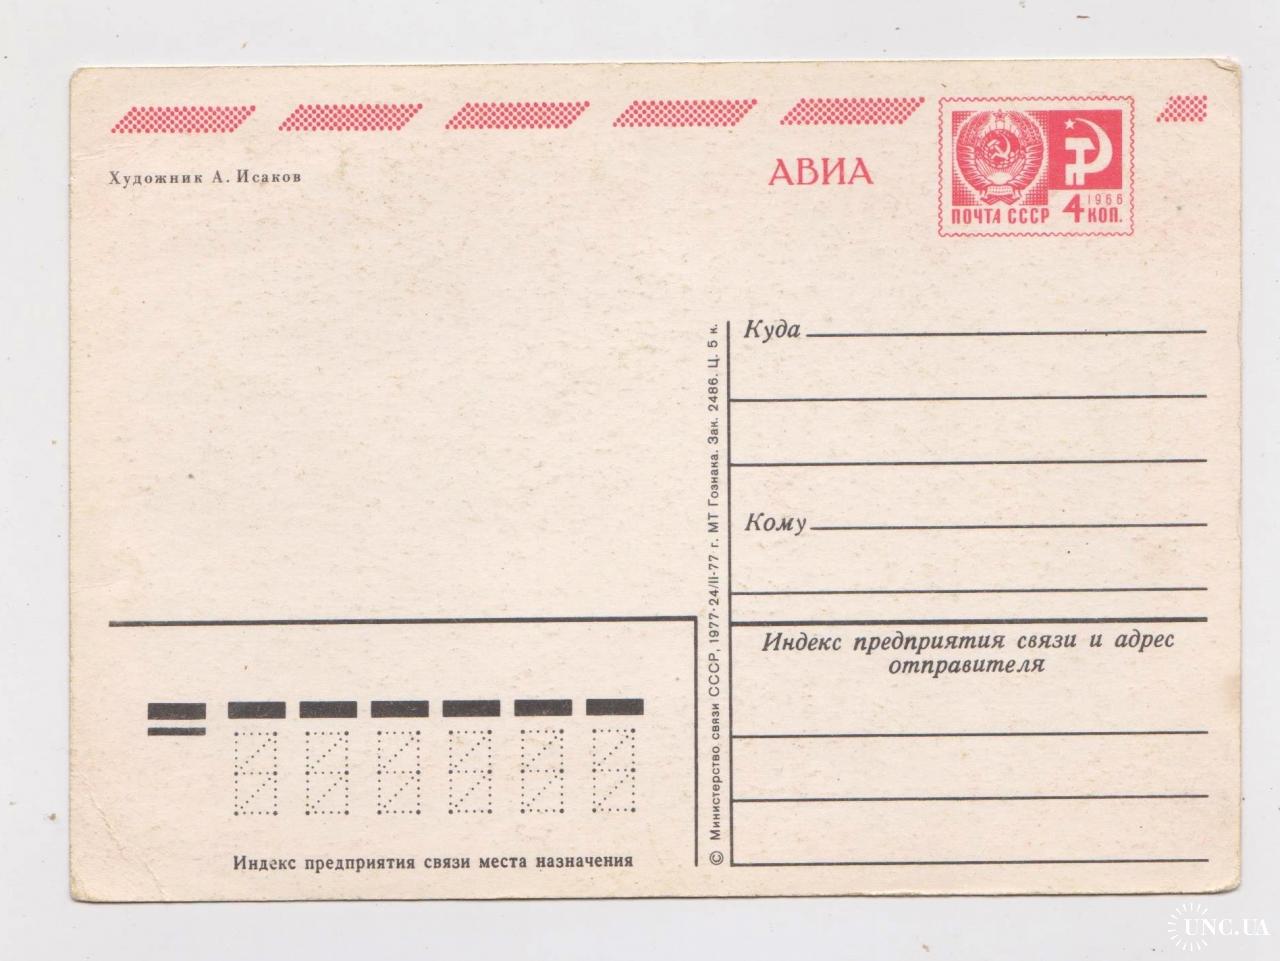 Художник А. Исаков
АВИА
ПОЧТА СССР
1966
4 КОП.
Куда
Кому
Индекс предприятия связи и адрес
отправителя
© Министерство связи СССР, 1977·24/II-77 г. МТ Гознака. Зак. 2486. Ц. 5 к.
Индекс предприятия связи места назначения
UNC.UA